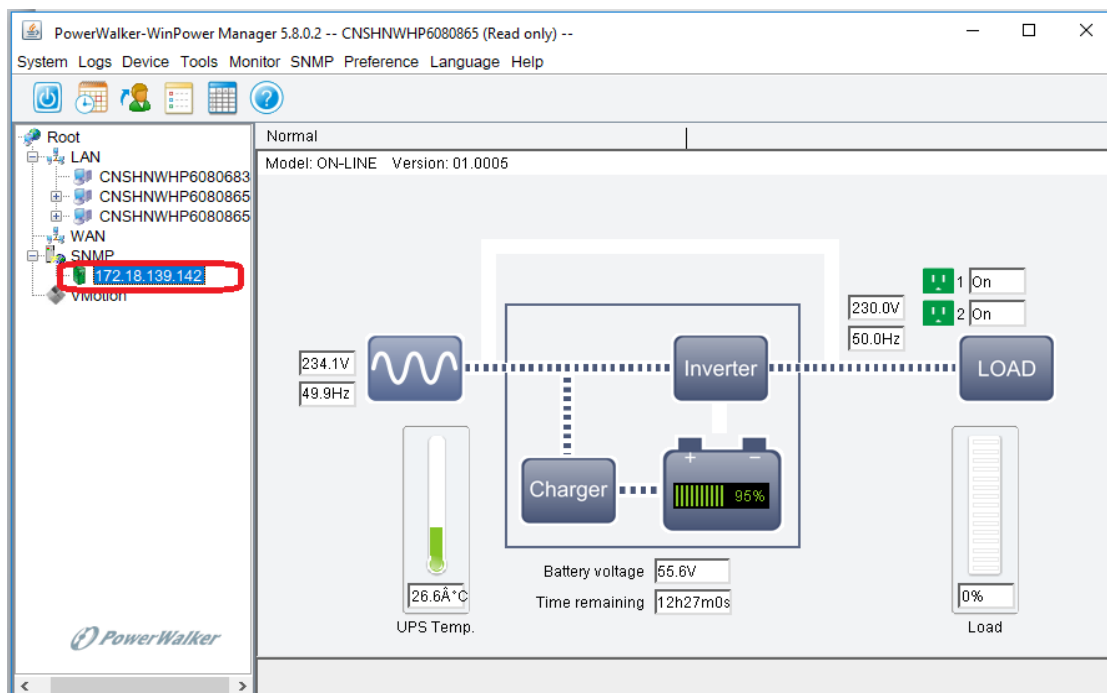 PowerWalker-WinPower Manager 5.8.0.2 -- CNSHNWHP6080865 (Read only) --
System Logs Device Tools Monitor SNMP Preference Language Help
Root
LAN
CNSHNWHP6080683
CNSHNWHP6080865
CNSHNWHP6080865
WAN
SNMP
172.18.139.142
VMotion
PowerWalker
Normal
Model: ON-LINE Version: 01.0005
1 On
2 On
230.0V
50.0Hz
234.1V
49.9Hz
Inverter
LOAD
Charger
+ −
95%
Battery voltage 55.6V
Time remaining 12h27m0s
26.6Â°C
UPS Temp.
0%
Load